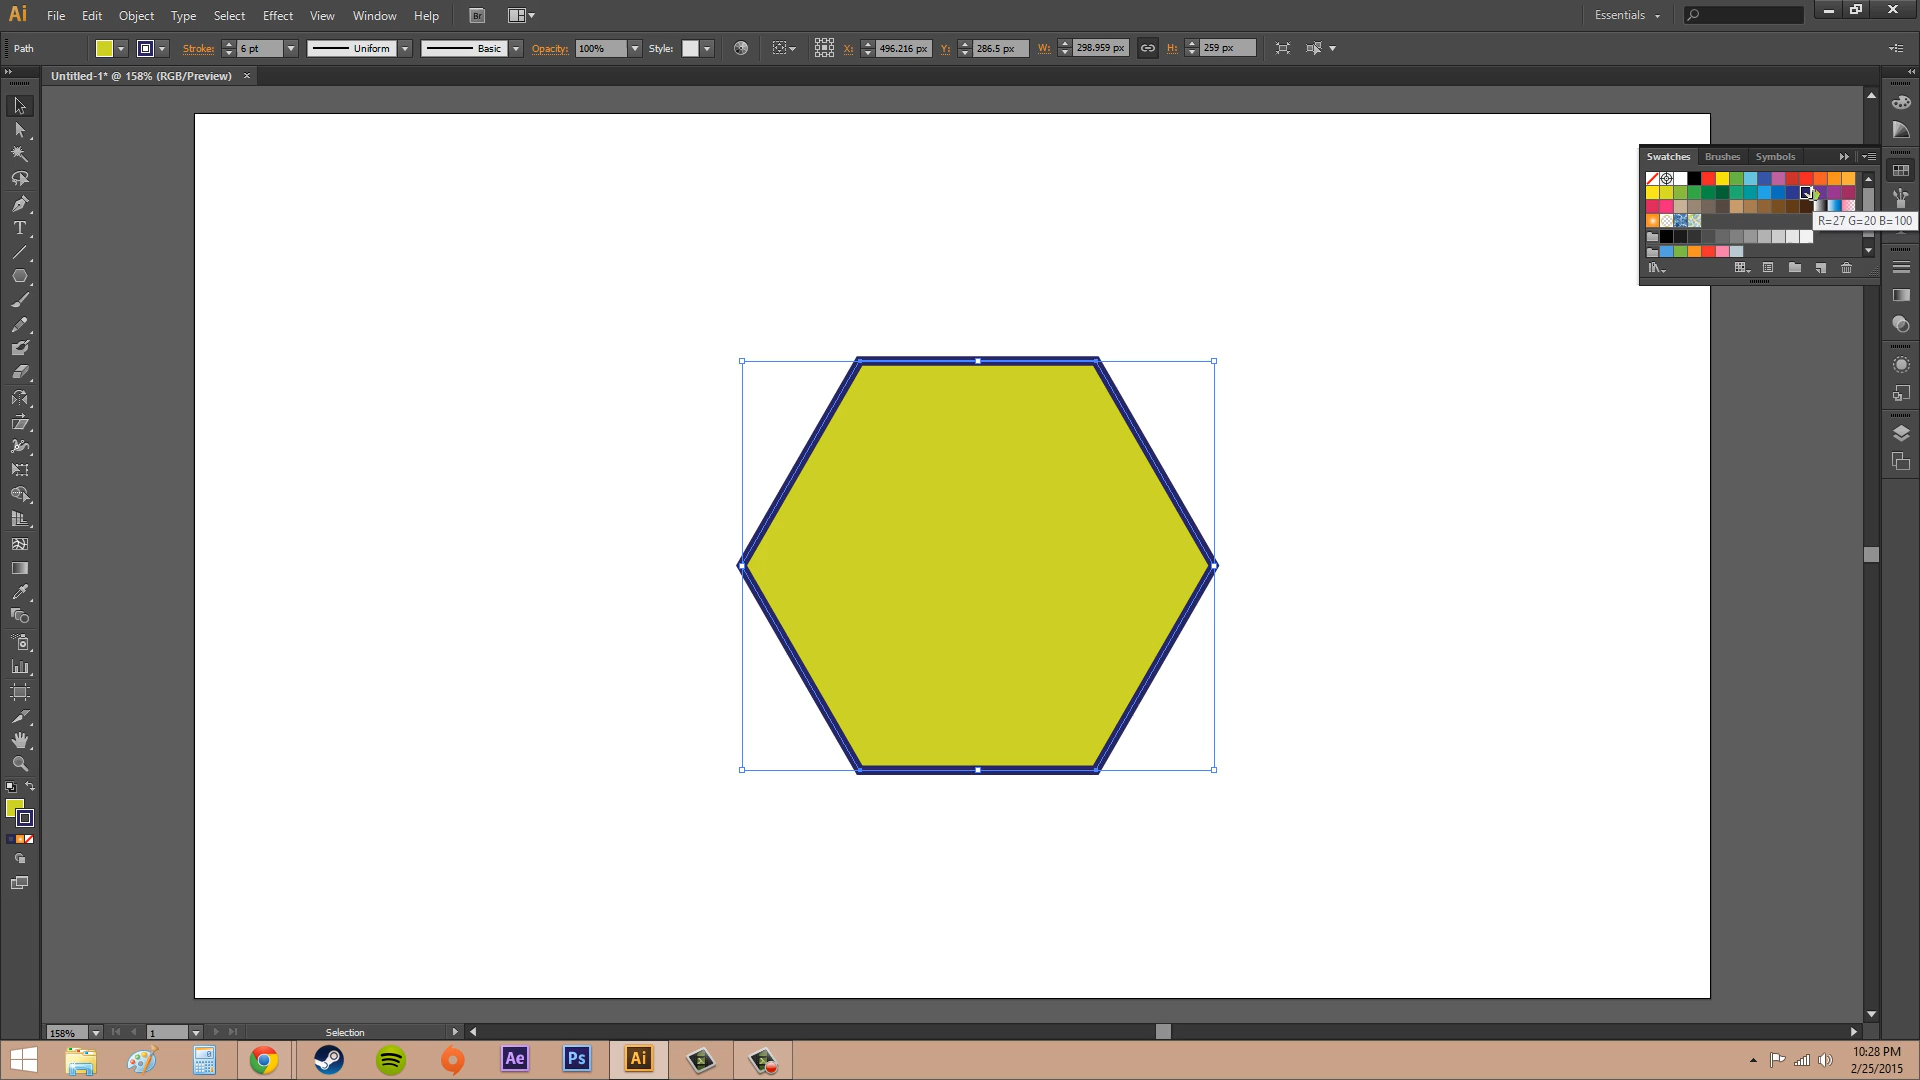 Ai File Edit Object Type Select Effect View Window Help Br Essentials
Path Stroke: 6 pt Uniform Basic Opacity: 100% Style: X: 496.216 px Y: 286.5 px W: 298.959 px H: 259 px
Untitled-1* @ 158% (RGB/Preview) ×
Swatches Brushes Symbols
R=27 G=20 B=100
T
158% 1 Selection
Ae Ps Ai
10:28 PM
2/25/2015